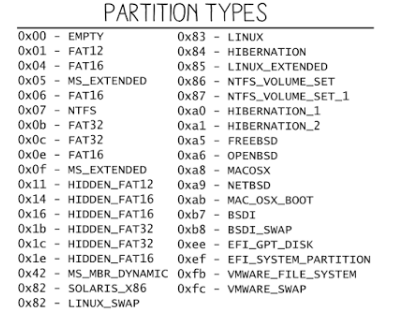 PARTITION TYPES
0x00 - EMPTY
0x01 - FAT12
0x04 - FAT16
0x05 - MS_EXTENDED
0x06 - FAT16
0x07 - NTFS
0x0b - FAT32
0x0c - FAT32
0x0e - FAT16
0x0f - MS_EXTENDED
0x11 - HIDDEN_FAT12
0x14 - HIDDEN_FAT16
0x16 - HIDDEN_FAT16
0x1b - HIDDEN_FAT32
0x1c - HIDDEN_FAT32
0x1e - HIDDEN_FAT16
0x42 - MS_MBR_DYNAMIC
0x82 - SOLARIS_X86
0x82 - LINUX_SWAP
0x83 - LINUX
0x84 - HIBERNATION
0x85 - LINUX_EXTENDED
0x86 - NTFS_VOLUME_SET
0x87 - NTFS_VOLUME_SET_1
0xa0 - HIBERNATION_1
0xa1 - HIBERNATION_2
0xa5 - FREEBSD
0xa6 - OPENBSD
0xa8 - MACOSX
0xa9 - NETBSD
0xab - MAC_OSX_BOOT
0xb7 - BSDI
0xb8 - BSDI_SWAP
0xee - EFI_GPT_DISK
0xef - EFI_SYSTEM_PARTITION
0xfb - VMWARE_FILE_SYSTEM
0xfc - VMWARE_SWAP